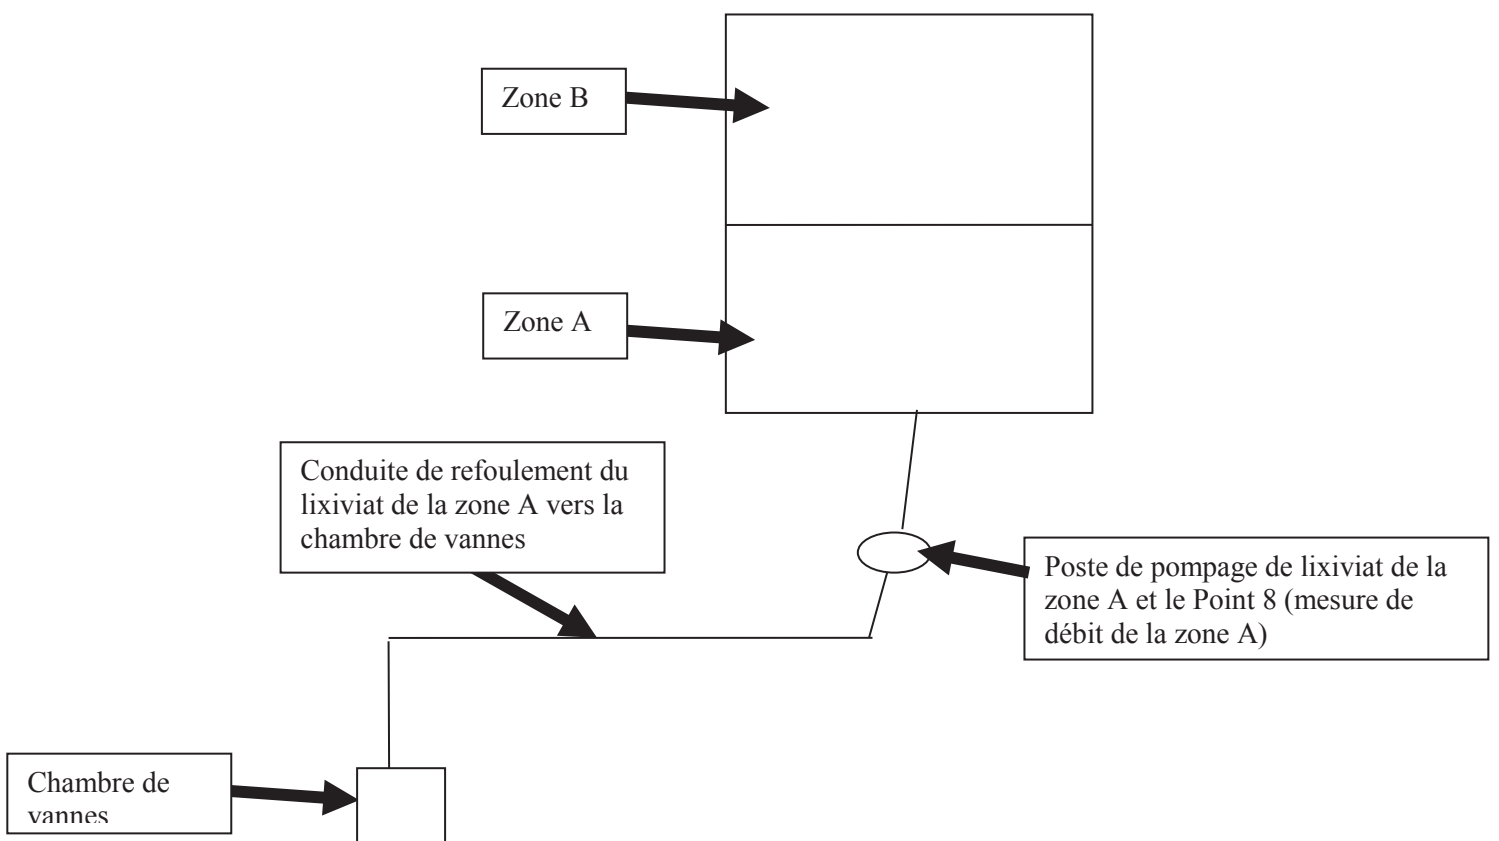 Zone B
Zone A
Conduite de refoulement du
lixiviat de la zone A vers la
chambre de vannes
Poste de pompage de lixiviat de la
zone A et le Point 8 (mesure de
débit de la zone A)
Chambre de
vannes